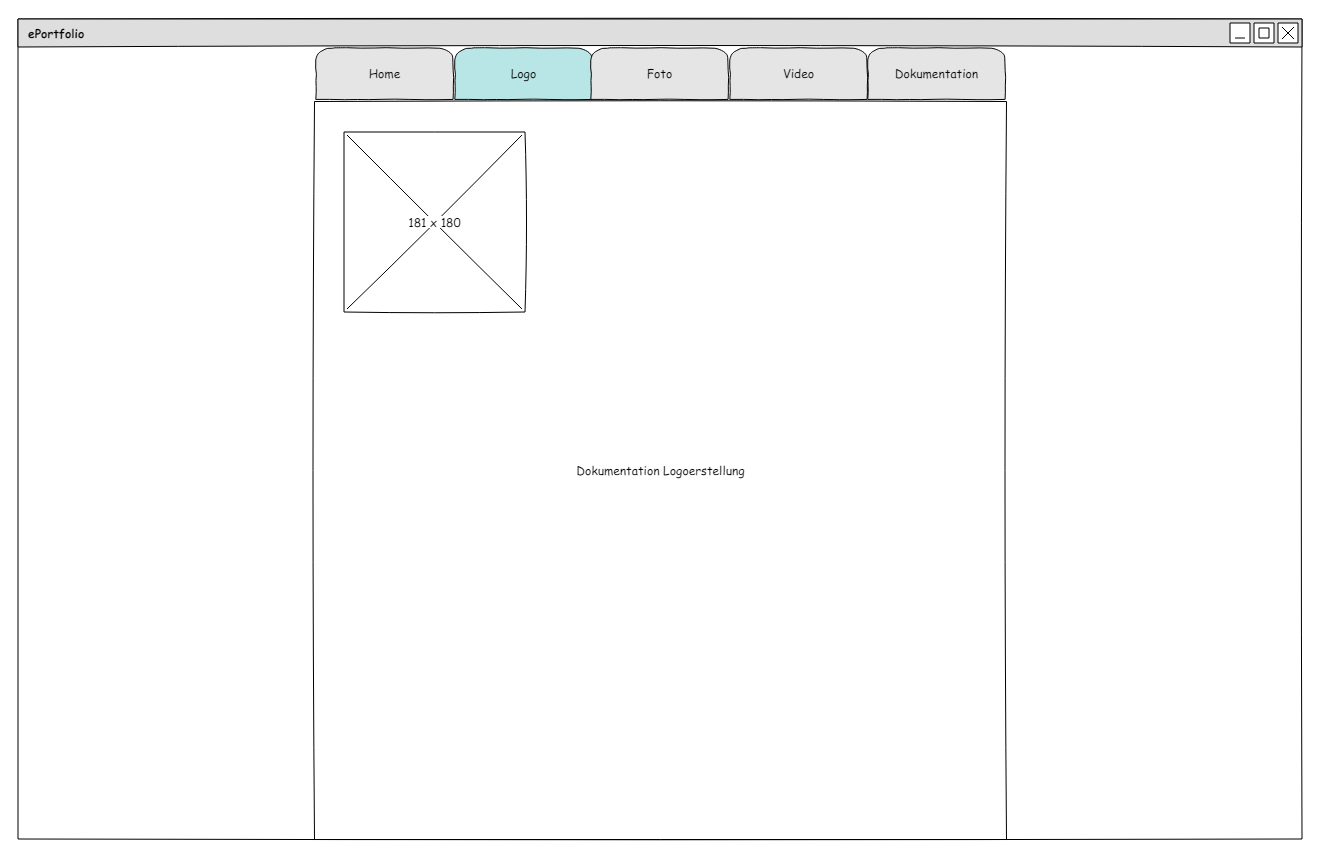 ePortfolio
Home
Logo
Foto
Video
Dokumentation
181 x 180
Dokumentation Logoerstellung